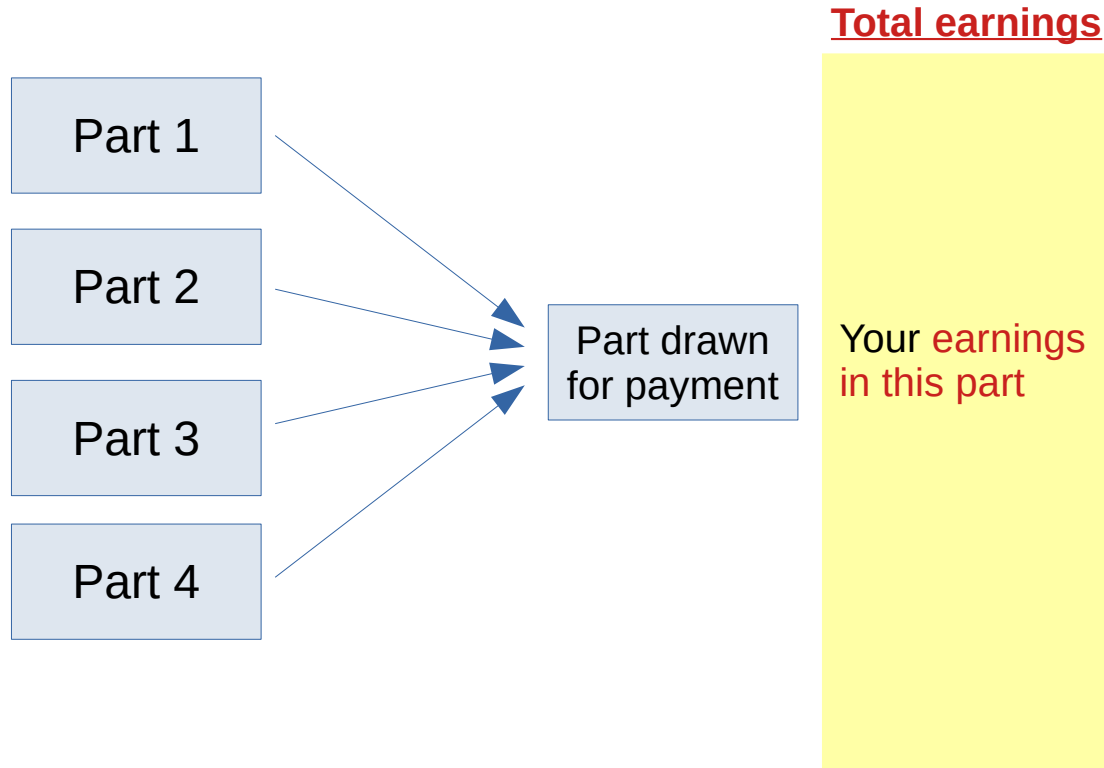 Total earnings
Part 1
Part 2
Part 3
Part 4
Part drawn
for payment
Your earnings
in this part